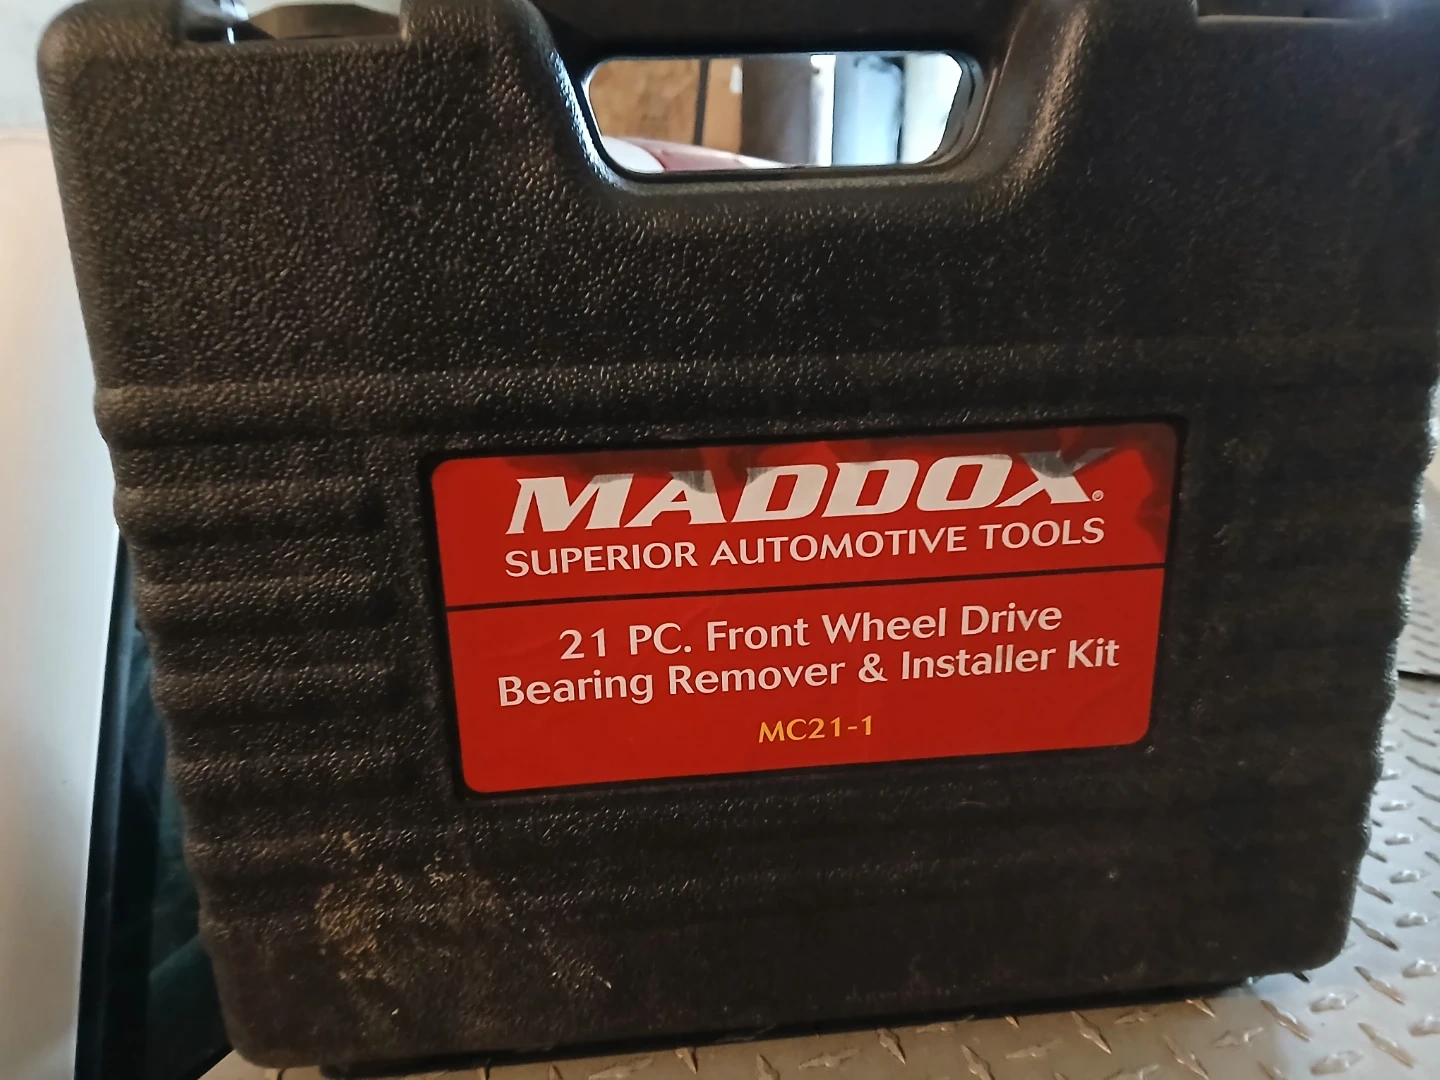 MADDOX®
SUPERIOR AUTOMOTIVE TOOLS
21 PC. Front Wheel Drive
Bearing Remover & Installer Kit
MC21-1